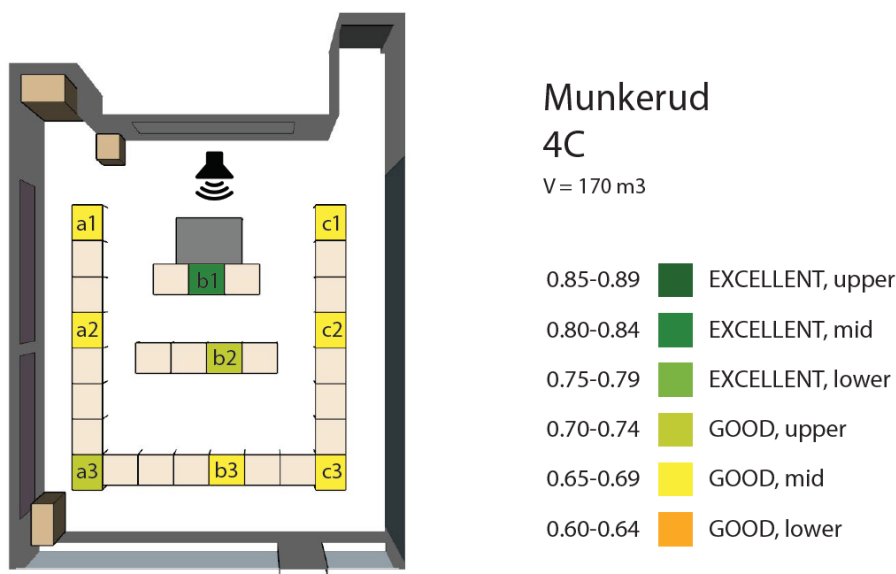 Munkerud
4C
V = 170 m3
a1
c1
b1
a2
c2
b2
a3
b3
c3
0.85-0.89 EXCELLENT, upper
0.80-0.84 EXCELLENT, mid
0.75-0.79 EXCELLENT, lower
0.70-0.74 GOOD, upper
0.65-0.69 GOOD, mid
0.60-0.64 GOOD, lower